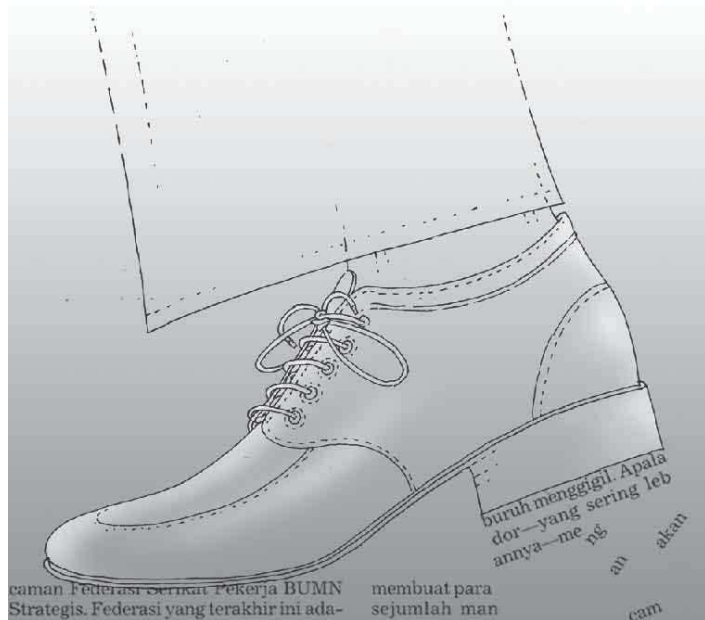 buruh menggigil. Apala
dor—yang sering leb
annya—me ng
an
akan
cam
caman Federasi Serikat Pekerja BUMN
Strategis. Federasi yang terakhir ini ada-
membuat para
sejumlah man